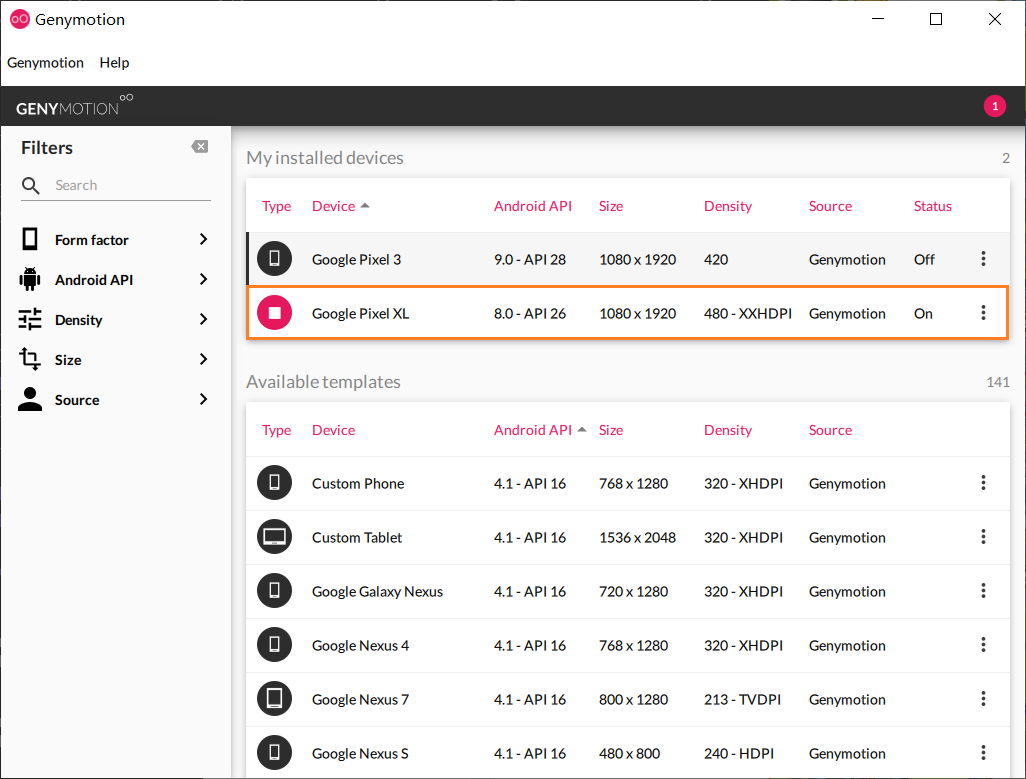 Genymotion
Genymotion Help
GENYMOTION
1
Filters
Search
Form factor
Android API
Density
Size
Source
My installed devices 2
Type Device Android API Size Density Source Status
Google Pixel 3 9.0 - API 28 1080 x 1920 420 Genymotion Off
Google Pixel XL 8.0 - API 26 1080 x 1920 480 - XXHDPI Genymotion On
Available templates 141
Type Device Android API Size Density Source
Custom Phone 4.1 - API 16 768 x 1280 320 - XHDPI Genymotion
Custom Tablet 4.1 - API 16 1536 x 2048 320 - XHDPI Genymotion
Google Galaxy Nexus 4.1 - API 16 720 x 1280 320 - XHDPI Genymotion
Google Nexus 4 4.1 - API 16 768 x 1280 320 - XHDPI Genymotion
Google Nexus 7 4.1 - API 16 800 x 1280 213 - TVDPI Genymotion
Google Nexus S 4.1 - API 16 480 x 800 240 - HDPI Genymotion